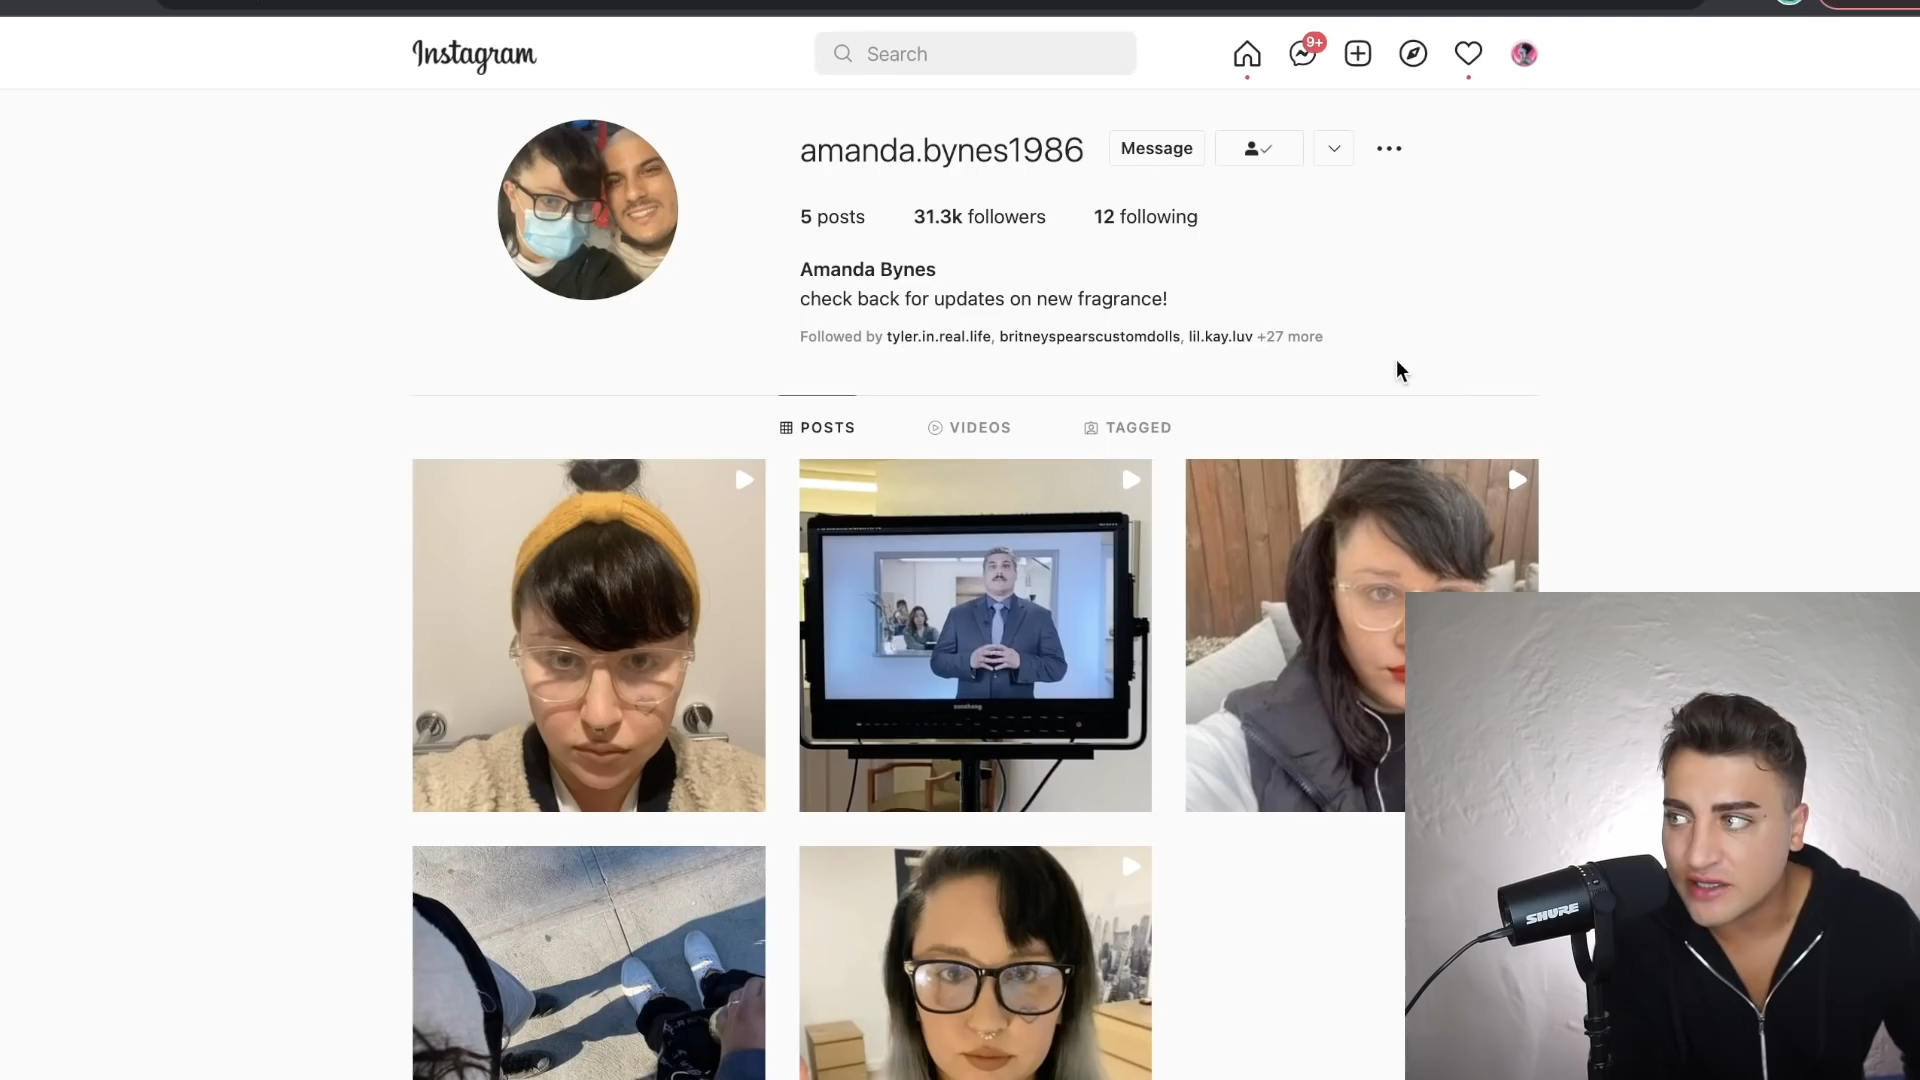 Instagram
Search
9+
amanda.bynes1986
Message
5 posts
31.3k followers
12 following
Amanda Bynes
check back for updates on new fragrance!
Followed by tyler.in.real.life, britneyspearscustomdolls, lil.kay.luv +27 more
POSTS
VIDEOS
TAGGED
SHURE